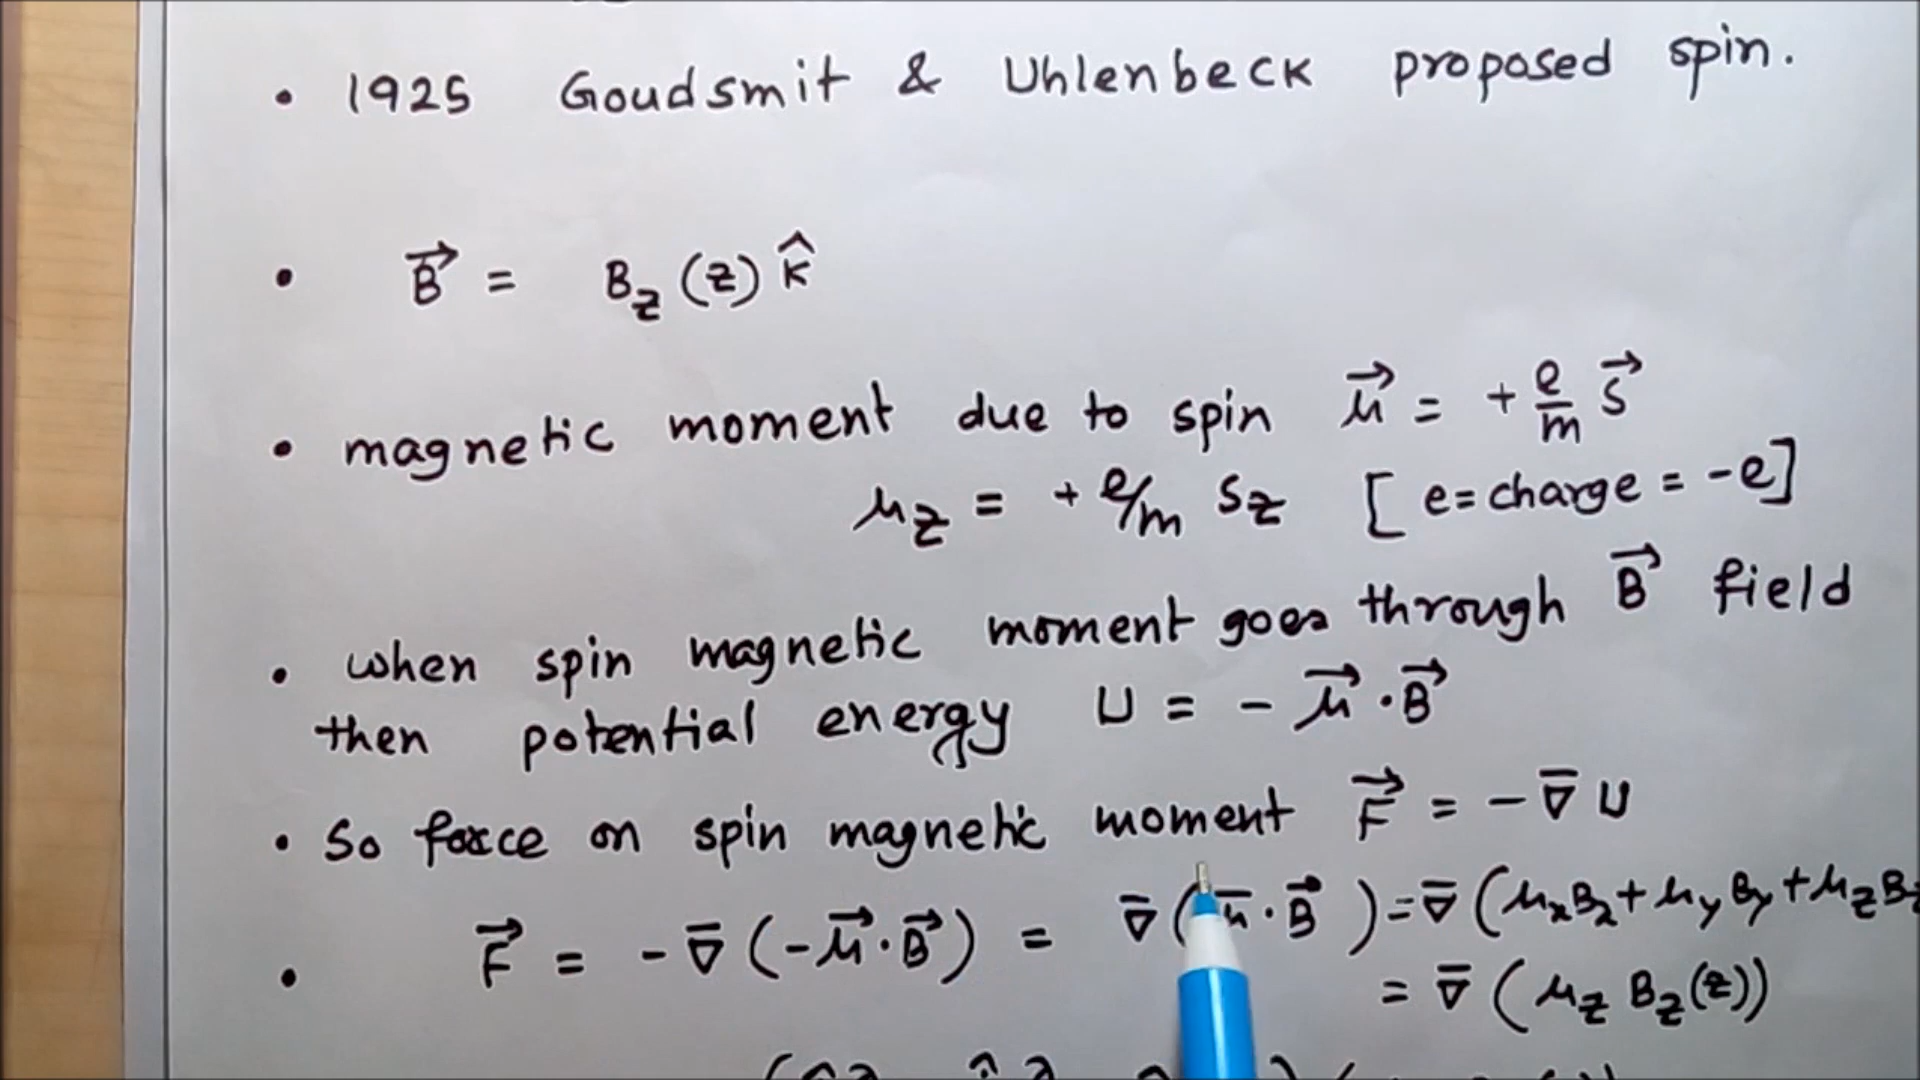 • 1925 Goudsmit & Uhlenbeck proposed spin.
• B⃗ = B_z (z) k̂
• magnetic moment due to spin μ⃗ = + e/m S⃗
μ_z = + e/m S_z [e = charge = -e]
• when spin magnetic moment goes through B⃗ field
then potential energy U = - μ⃗ · B⃗
• So force on spin magnetic moment F⃗ = - ∇̅ U
• F⃗ = - ∇̅ (-μ⃗ · B⃗) = ∇̅ (μ̅ · B⃗) = ∇̅ (μ_x B_x + μ_y B_y + μ_z B_z
= ∇̅ (μ_z B_z(z))